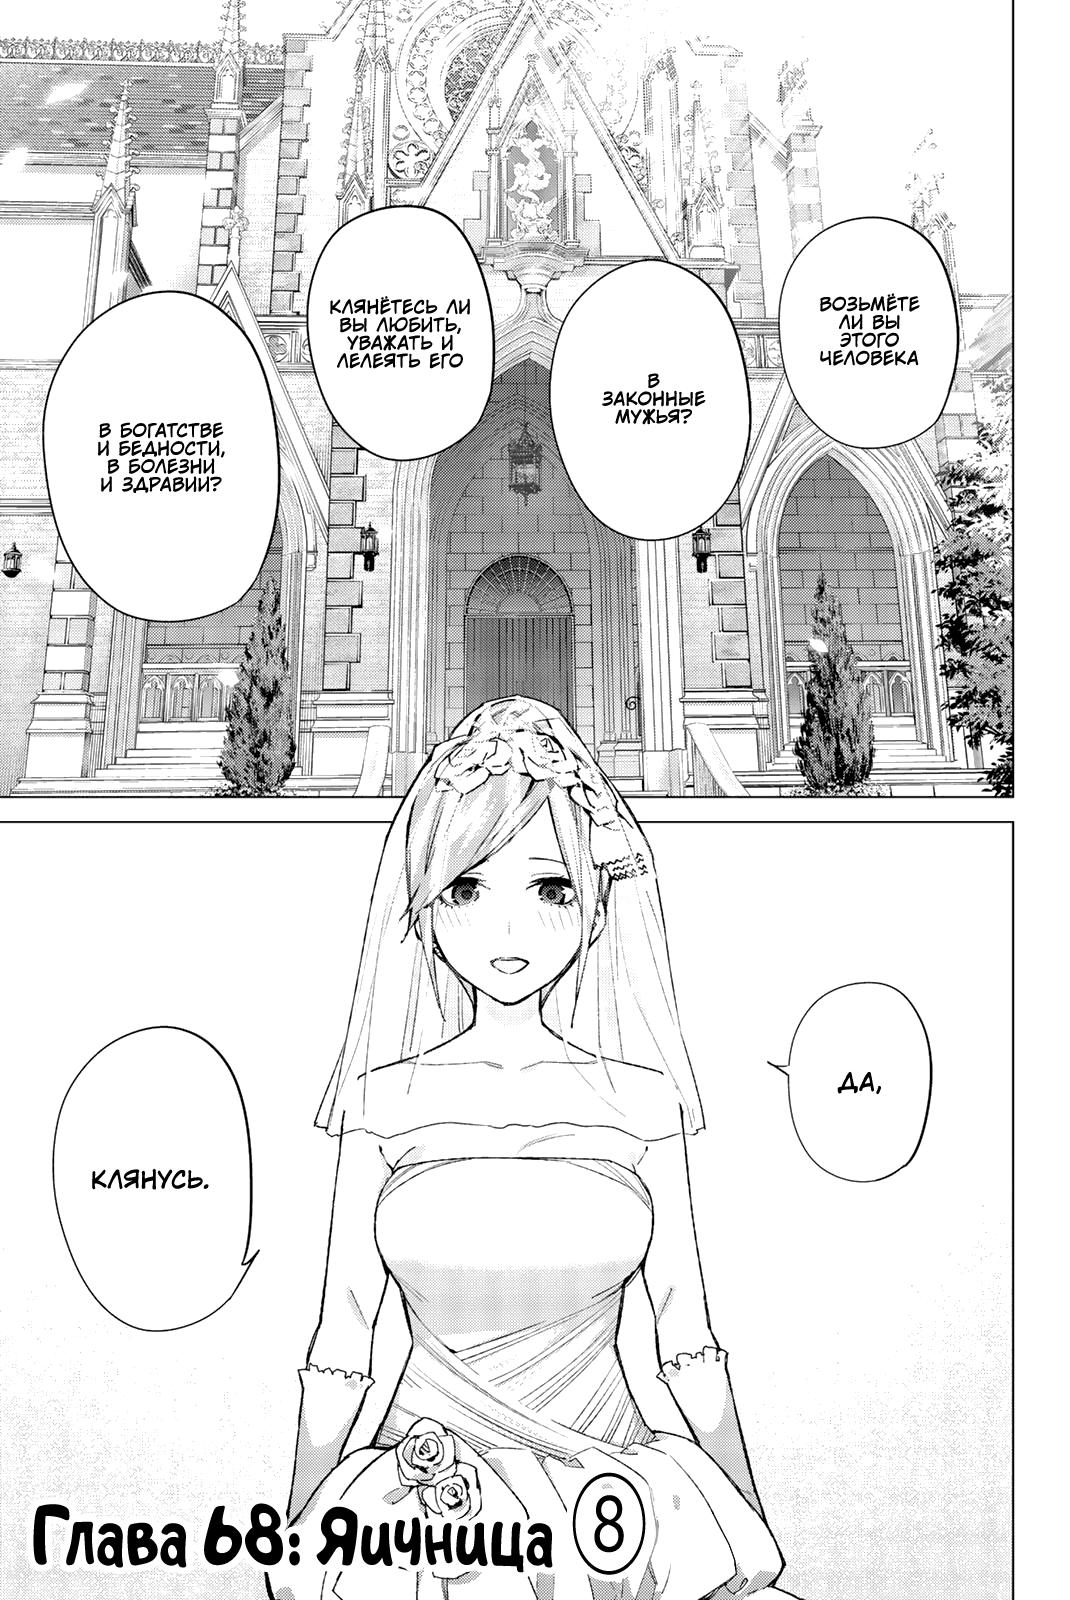 ВОЗЬМЁТЕ
ЛИ ВЫ
ЭТОГО
ЧЕЛОВЕКА
В
ЗАКОННЫЕ
МУЖЬЯ?
КЛЯНЁТЕСЬ ЛИ
ВЫ ЛЮБИТЬ,
УВАЖАТЬ И
ЛЕЛЕЯТЬ ЕГО
В БОГАТСТВЕ
И БЕДНОСТИ,
В БОЛЕЗНИ
И ЗДРАВИИ?
ДА,
КЛЯНУСЬ.
Глава 68: Яичница 8